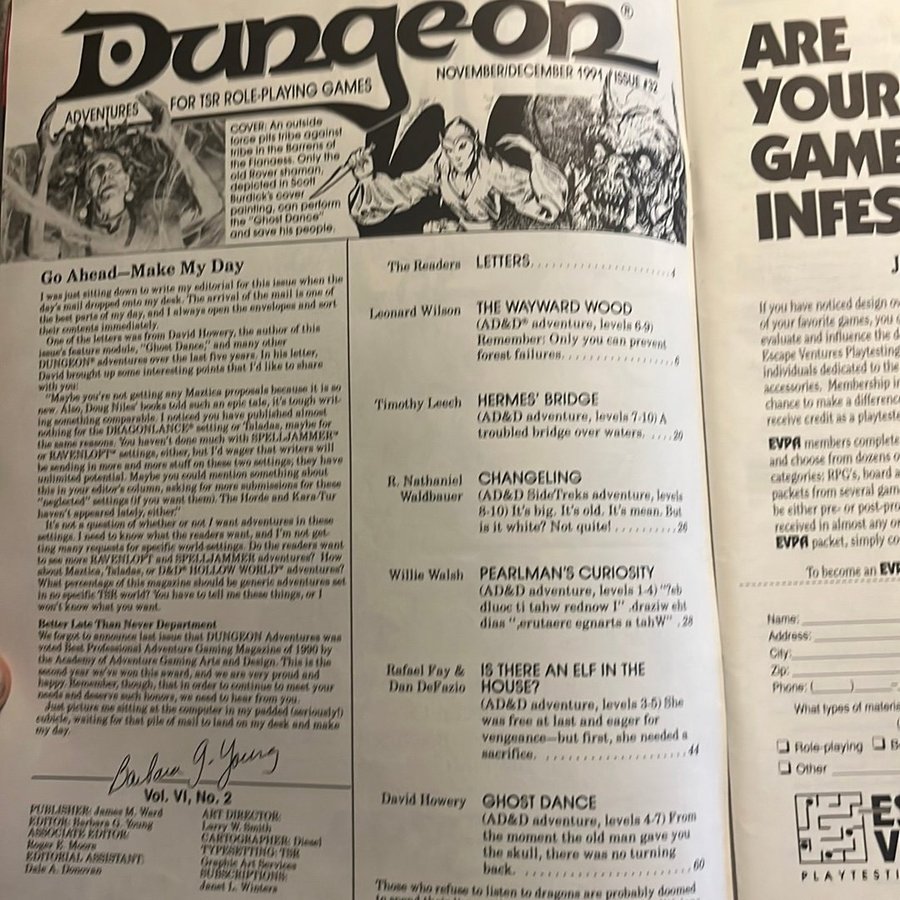 Dungeon®
ADVENTURES
FOR TSR ROLE-PLAYING GAMES
NOVEMBER/DECEMBER 1991 / ISSUE #32
COVER: An outside
force pits tribe against
tribe in the Barrens of
the Flanaess. Only the
old Rover shaman,
depicted in Scott
Burdick's cover
painting, can perform
the "Ghost Dance"
and save his people.
Go Ahead—Make My Day
I was just sitting down to write my editorial for this issue when the
day's mail dropped onto my desk. The arrival of the mail is one of
the best parts of my day, and I always open the envelopes and sort
their contents immediately.
One of the letters was from David Howery, the author of this
issue's feature module, "Ghost Dance," and many other
DUNGEON® adventures over the last five years. In his letter,
David brought up some interesting points that I'd like to share
with you:
"Maybe you're not getting any Maztica proposals because it is so
new. Also, Doug Niles' books told such an epic tale, it's tough writ-
ing something comparable. I noticed you have published almost
nothing for the DRAGONLANCE® setting or Taladas, maybe for
the same reasons. You haven't done much with SPELLJAMMER™
or RAVENLOFT™ settings, either, but I'd wager that writers will
be sending in more and more stuff on these two settings; they have
unlimited potential. Maybe you could mention something about
this in your editor's column, asking for more submissions for these
"neglected" settings (if you want them). The Horde and Kara-Tur
haven't appeared lately, either."
It's not a question of whether or not I want adventures in these
settings. I need to know what the readers want, and I'm not get-
ting many requests for specific world-settings. Do the readers want
to see more RAVENLOFT and SPELLJAMMER adventures? How
about Maztica, Taladas, or D&D® HOLLOW WORLD® adventures?
What percentage of this magazine should be generic adventures set
in no specific TSR world? You have to tell me these things, or I
won't know what you want.
Better Late Than Never Department
We forgot to announce last issue that DUNGEON Adventures was
voted Best Professional Adventure Gaming Magazine of 1990 by
the Academy of Adventure Gaming Arts and Design. This is the
second year we've won this award, and we are very proud and
happy. Remember, though, that in order to continue to meet your
needs and deserve such honors, we need to hear from you.
Just picture me sitting at the computer in my padded (seriously!)
cubicle, waiting for that pile of mail to land on my desk and make
my day.
Barbara G. Young
Vol. VI, No. 2
PUBLISHER: James M. Ward
EDITOR: Barbara G. Young
ASSOCIATE EDITOR:
Roger E. Moore
EDITORIAL ASSISTANT:
Dale A. Donovan
ART DIRECTOR:
Larry W. Smith
CARTOGRAPHER: Diesel
TYPESETTING: TSR
Graphic Art Services
SUBSCRIPTIONS:
Janet L. Winters
The Readers LETTERS. . . . . . . . . . . . . . . . . . . . . 4
Leonard Wilson THE WAYWARD WOOD
(AD&D® adventure, levels 6-9)
Remember: Only you can prevent
forest failures. . . . . . . . . . . . . . . . 6
Timothy Leech HERMES' BRIDGE
(AD&D adventure, levels 7-10) A
troubled bridge over waters. . . . . 20
R. Nathaniel Waldbauer CHANGELING
(AD&D SideTreks adventure, levels
8-10) It's big. It's old. It's mean. But
is it white? Not quite! . . . . . . . . . . 26
Willie Walsh PEARLMAN'S CURIOSITY
(AD&D adventure, levels 1-4) "?eb
dluoc ti tahw rednow I" .draziw eht
dias ",erutaerc egnarts a tahW" . 28
Rafael Fay &
Dan DeFazio
IS THERE AN ELF IN THE
HOUSE?
(AD&D adventure, levels 3-5) She
was free at last and eager for
vengeance—but first, she needed a
sacrifice. . . . . . . . . . . . . . . . . . . . 44
David Howery GHOST DANCE
(AD&D adventure, levels 4-7) From
the moment the old man gave you
the skull, there was no turning
back. . . . . . . . . . . . . . . . . . . . . . 60
Those who refuse to listen to dragons are probably doomed
ARE
YOUR
GAME
INFES
J
If you have noticed design
of your favorite games, you
evaluate and influence the d
Escape Ventures Playtesting
individuals dedicated to the
accessories. Membership in
chance to make a difference
receive credit as a playteste
EVPA members complete
and choose from dozens o
categories: RPG's, board a
packets from several gam
be either pre- or post-pro
received in almost any o
EVPA packet, simply co
To become an EV
Name:
Address:
City:
Zip:
Phone: ( ) -
What types of materia
(
Role-playing B
Other
ES
V
PLAYTESTI